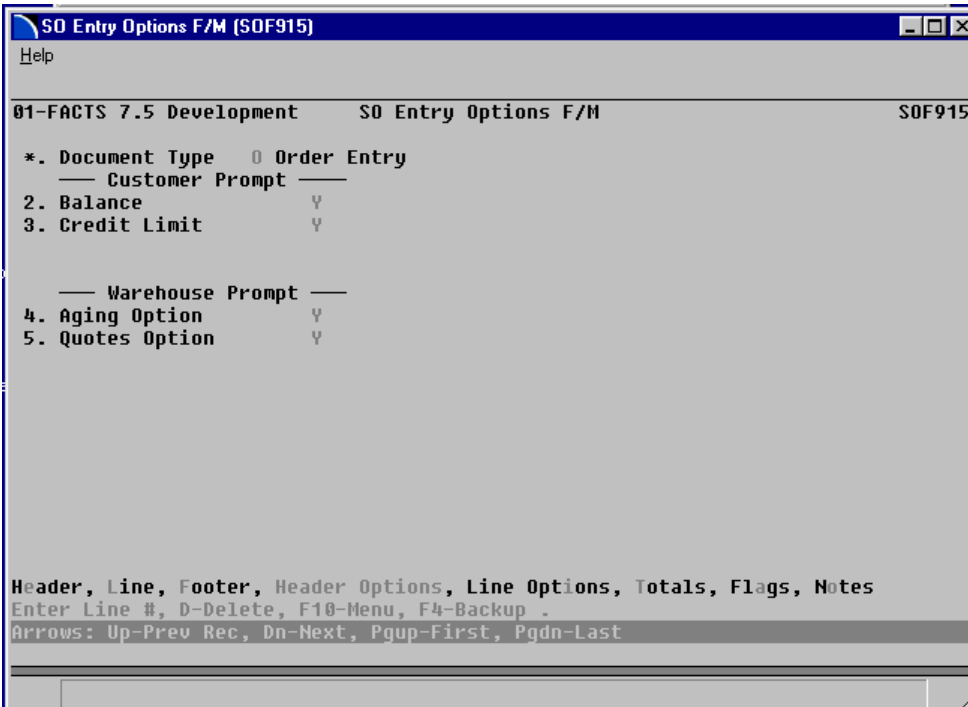 SO Entry Options F/M (SOF915)
Help
01-FACTS 7.5 Development SO Entry Options F/M SOF915
*. Document Type O Order Entry
Customer Prompt
2. Balance Y
3. Credit Limit Y
Warehouse Prompt
4. Aging Option Y
5. Quotes Option Y
Header, Line, Footer, Header Options, Line Options, Totals, Flags, Notes
Enter Line #, D-Delete, F10-Menu, F4-Backup .
Arrows: Up-Prev Rec, Dn-Next, Pgup-First, Pgdn-Last